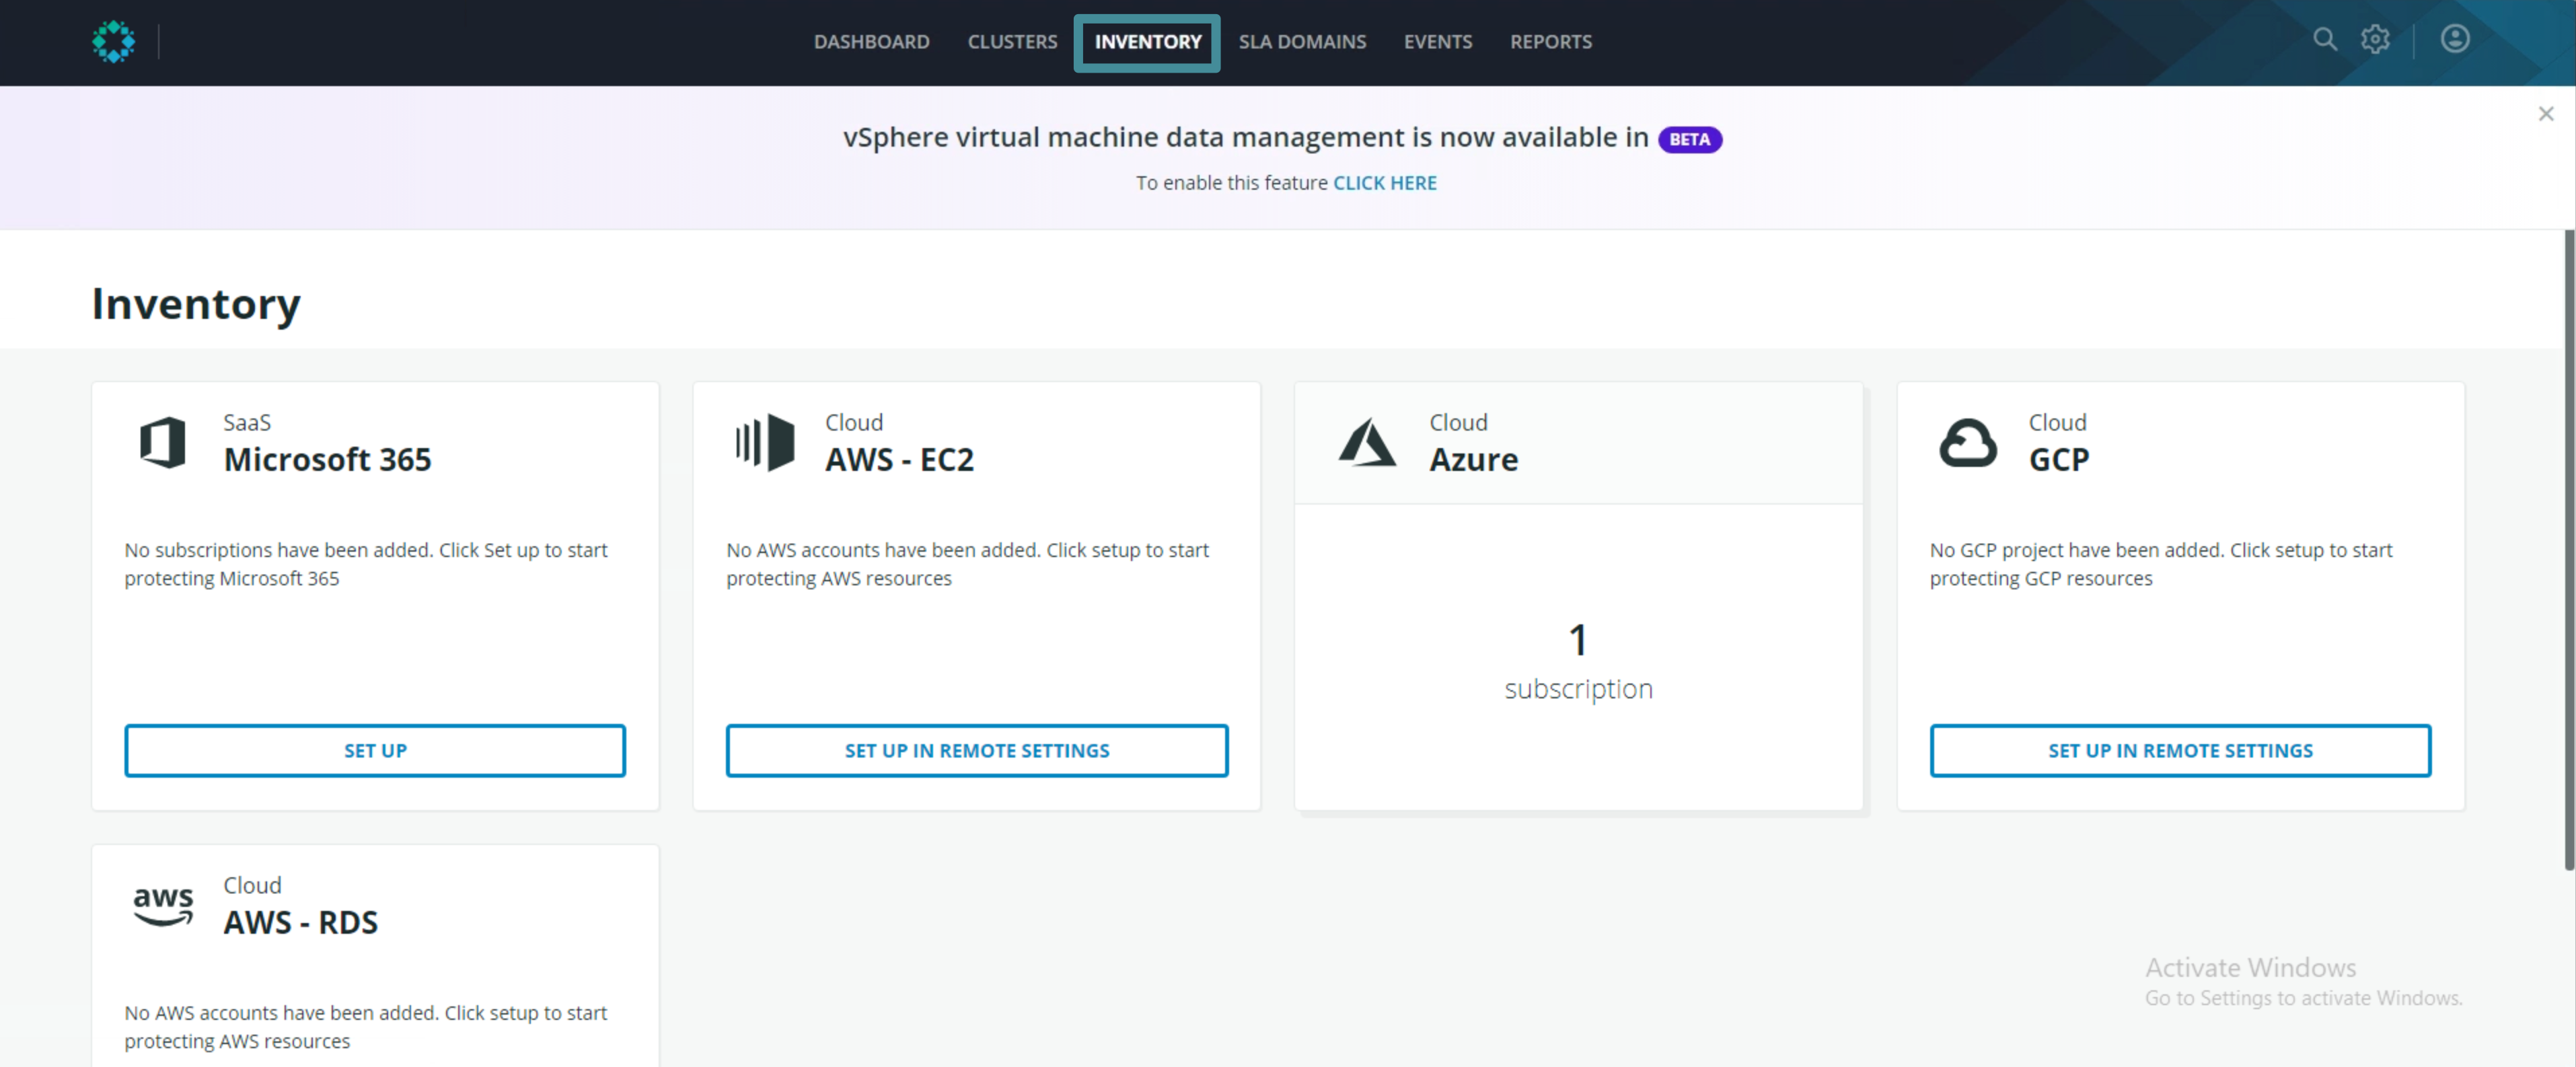 DASHBOARD CLUSTERS INVENTORY SLA DOMAINS EVENTS REPORTS
vSphere virtual machine data management is now available in BETA
To enable this feature CLICK HERE
Inventory
SaaS
Microsoft 365
No subscriptions have been added. Click Set up to start
protecting Microsoft 365
SET UP
Cloud
AWS - EC2
No AWS accounts have been added. Click setup to start
protecting AWS resources
SET UP IN REMOTE SETTINGS
Cloud
Azure
1
subscription
Cloud
GCP
No GCP project have been added. Click setup to start
protecting GCP resources
SET UP IN REMOTE SETTINGS
aws
Cloud
AWS - RDS
No AWS accounts have been added. Click setup to start
protecting AWS resources
Activate Windows
Go to Settings to activate Windows.